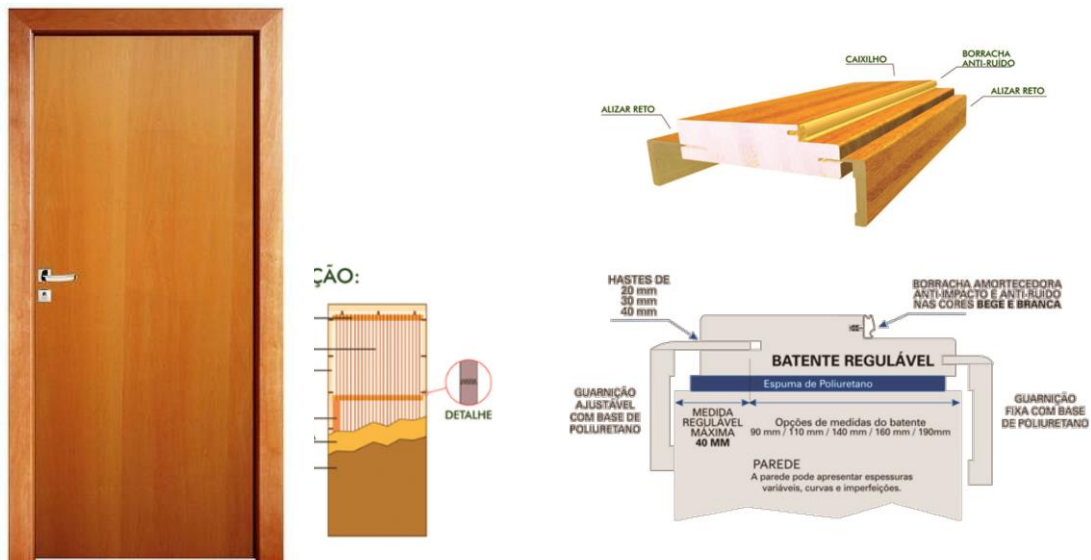 CAIXILHO
BORRACHA
ANTI-RUÍDO
ALIZAR RETO
ALIZAR RETO
ÇÃO:
DETALHE
HASTES DE
20 mm
30 mm
40 mm
BORRACHA AMORTECEDORA
ANTI-IMPACTO E ANTI-RUIDO
NAS CORES BEGE E BRANCA
BATENTE REGULÁVEL
Espuma de Poliuretano
GUARNIÇÃO
AJUSTÁVEL
COM BASE DE
POLIURETANO
MEDIDA
REGULÁVEL
MÁXIMA
40 MM
Opções de medidas do batente
90 mm / 110 mm / 140 mm / 160 mm / 190mm
GUARNIÇÃO
FIXA COM BASE
DE POLIURETANO
PAREDE
A parede pode apresentar espessuras
variáveis, curvas e imperfeições.